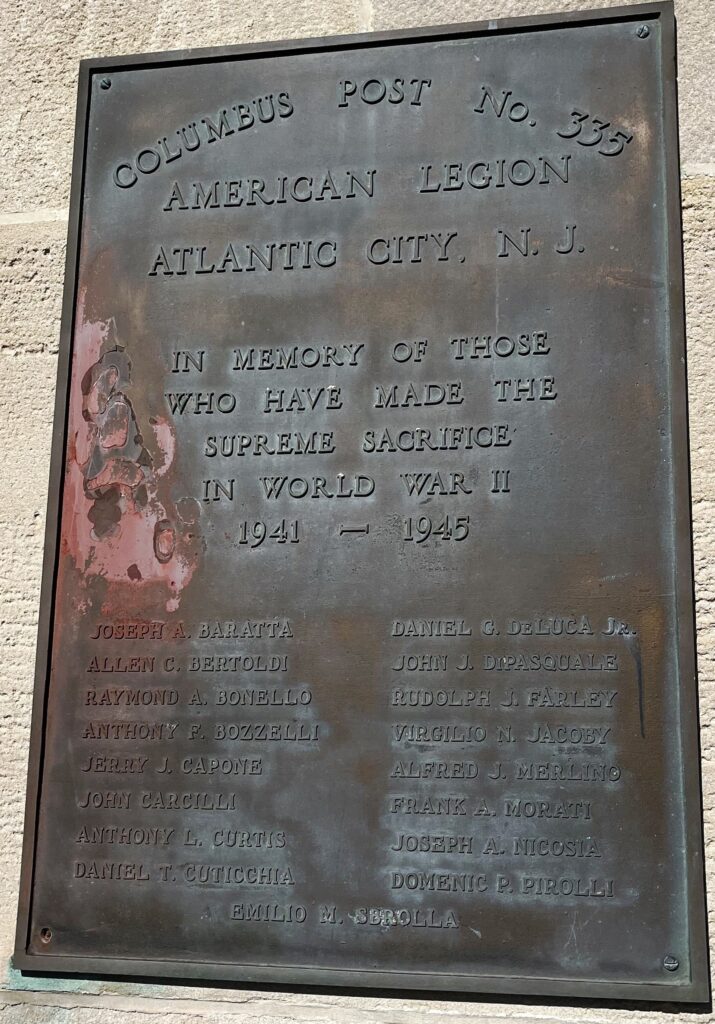 COLUMBUS POST No. 335
AMERICAN LEGION
ATLANTIC CITY, N. J.
IN MEMORY OF THOSE
WHO HAVE MADE THE
SUPREME SACRIFICE
IN WORLD WAR II
1941 — 1945
JOSEPH A. BARATTA
ALLEN C. BERTOLDI
RAYMOND A. BONELLO
ANTHONY F. BOZZELLI
JERRY J. CAPONE
JOHN CARCILLI
ANTHONY L. CURTIS
DANIEL T. CUTICCHIA
DANIEL G. DeLUCA JR.
JOHN J. DiPASQUALE
RUDOLPH J. FARLEY
VIRGILIO N. JACOBY
ALFRED J. MERLINO
FRANK A. MORATI
JOSEPH A. NICOSIA
DOMENIC P. PIROLLI
EMILIO M. SBROLLA